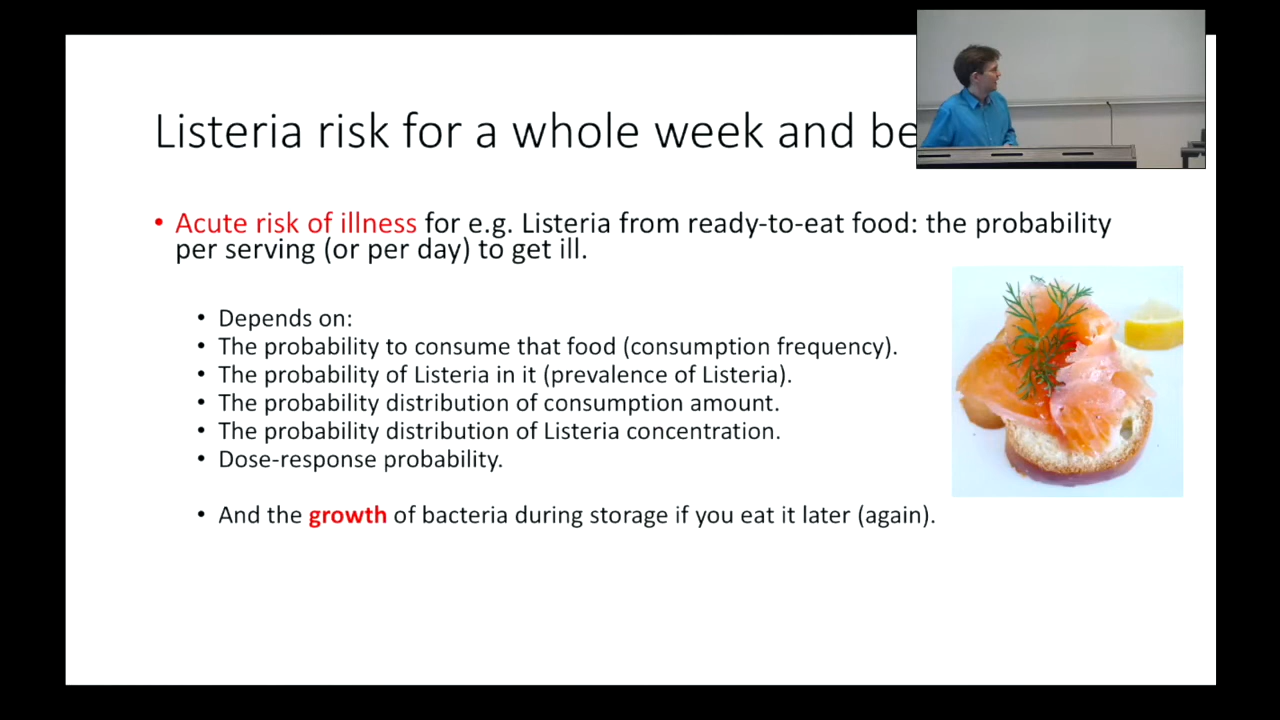 Listeria risk for a whole week and
• Acute risk of illness for e.g. Listeria from ready-to-eat food: the probability
per serving (or per day) to get ill.
• Depends on:
• The probability to consume that food (consumption frequency).
• The probability of Listeria in it (prevalence of Listeria).
• The probability distribution of consumption amount.
• The probability distribution of Listeria concentration.
• Dose-response probability.
• And the growth of bacteria during storage if you eat it later (again).